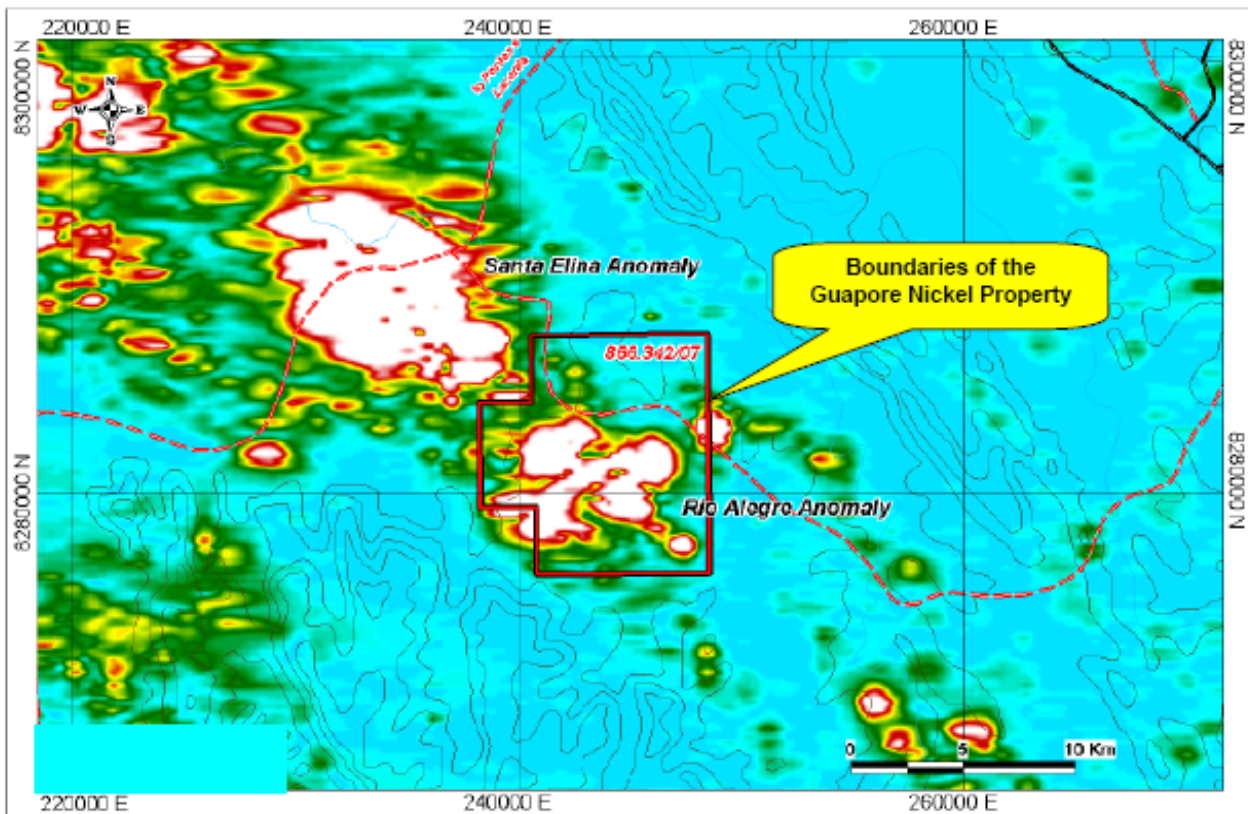 220000 E
240000 E
260000 E
8300000 N
8300000 N
N
W
E
S
Santa Elina Anomaly
Boundaries of the
Guapore Nickel Property
866.342/07
8280000 N
8280000 N
Rio Alegre Anomaly
0
5
10 Km
220000 E
240000 E
260000 E